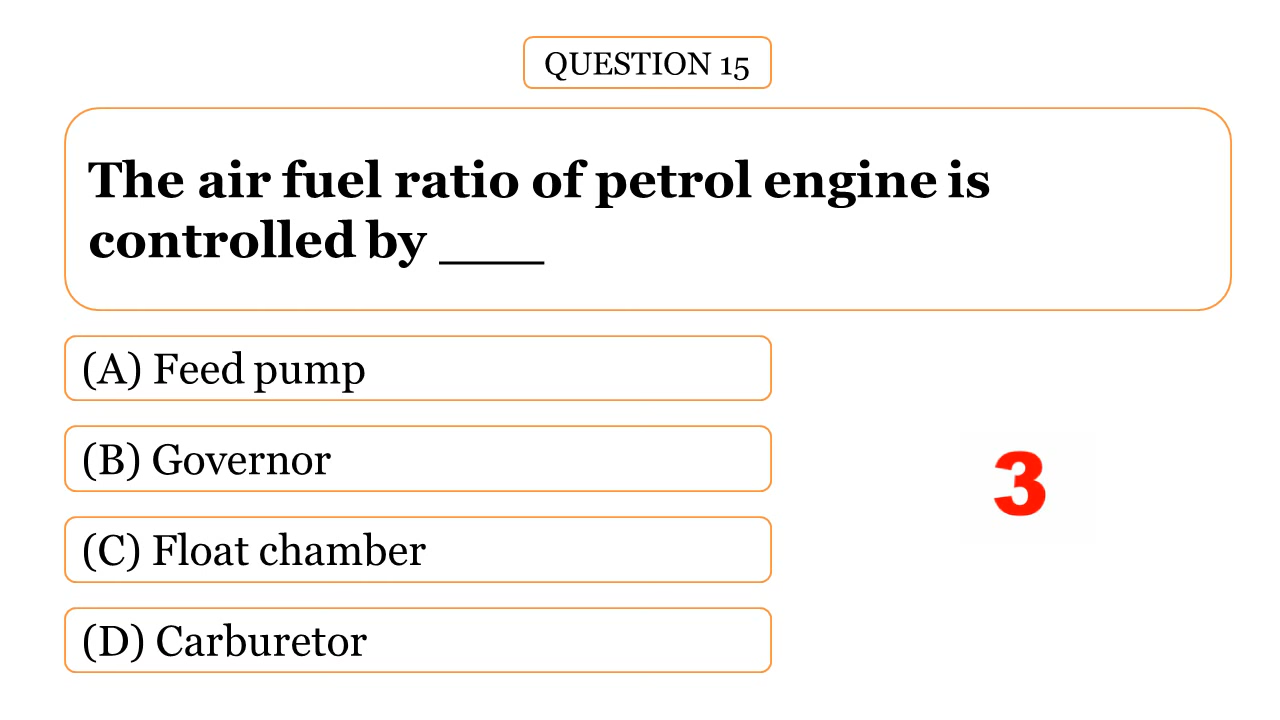 QUESTION 15
The air fuel ratio of petrol engine is
controlled by ____
(A) Feed pump
(B) Governor
3
(C) Float chamber
(D) Carburetor